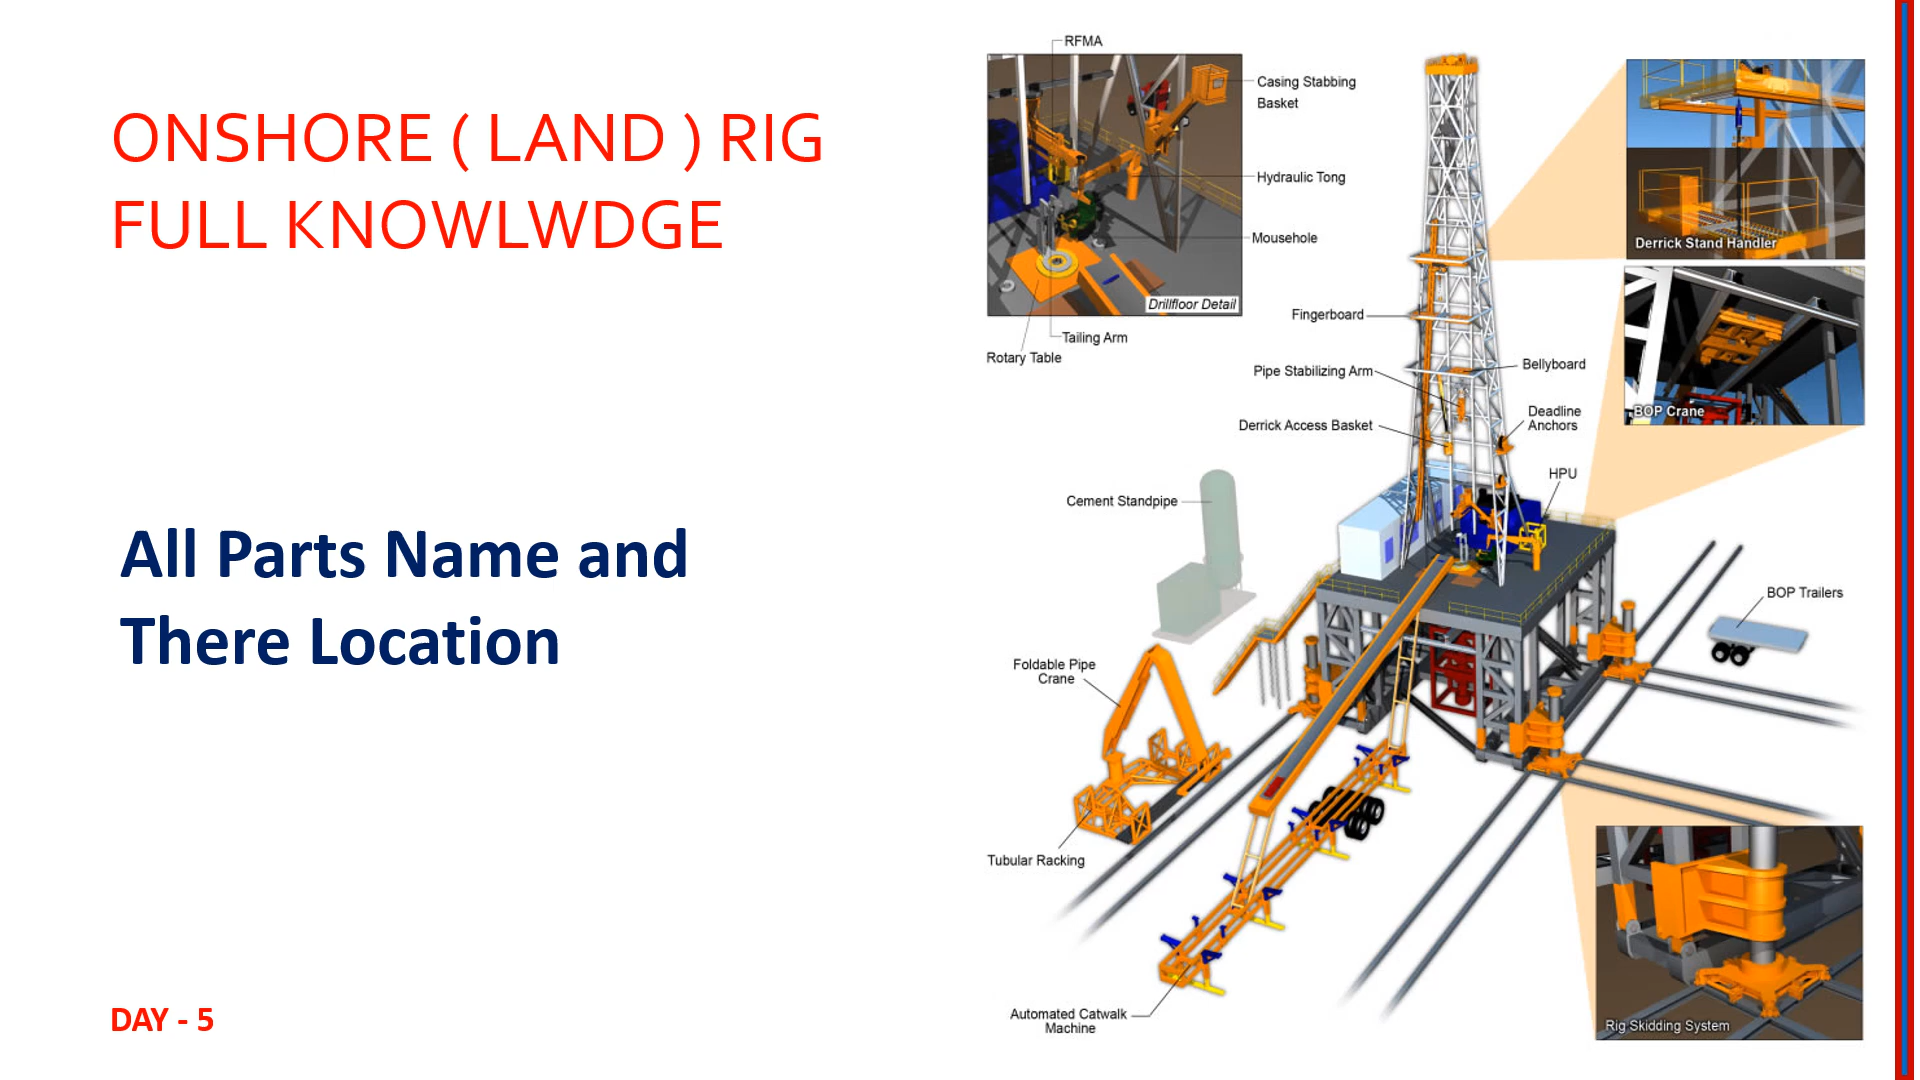 ONSHORE ( LAND ) RIG
FULL KNOWLWDGE
All Parts Name and
There Location
DAY - 5
RFMA
Casing Stabbing
Basket
Hydraulic Tong
Mousehole
Drillfloor Detail
Tailing Arm
Rotary Table
Fingerboard
Pipe Stabilizing Arm
Bellyboard
Derrick Access Basket
Deadline
Anchors
HPU
Cement Standpipe
Derrick Stand Handler
BOP Crane
BOP Trailers
Foldable Pipe
Crane
Tubular Racking
Automated Catwalk
Machine
Rig Skidding System